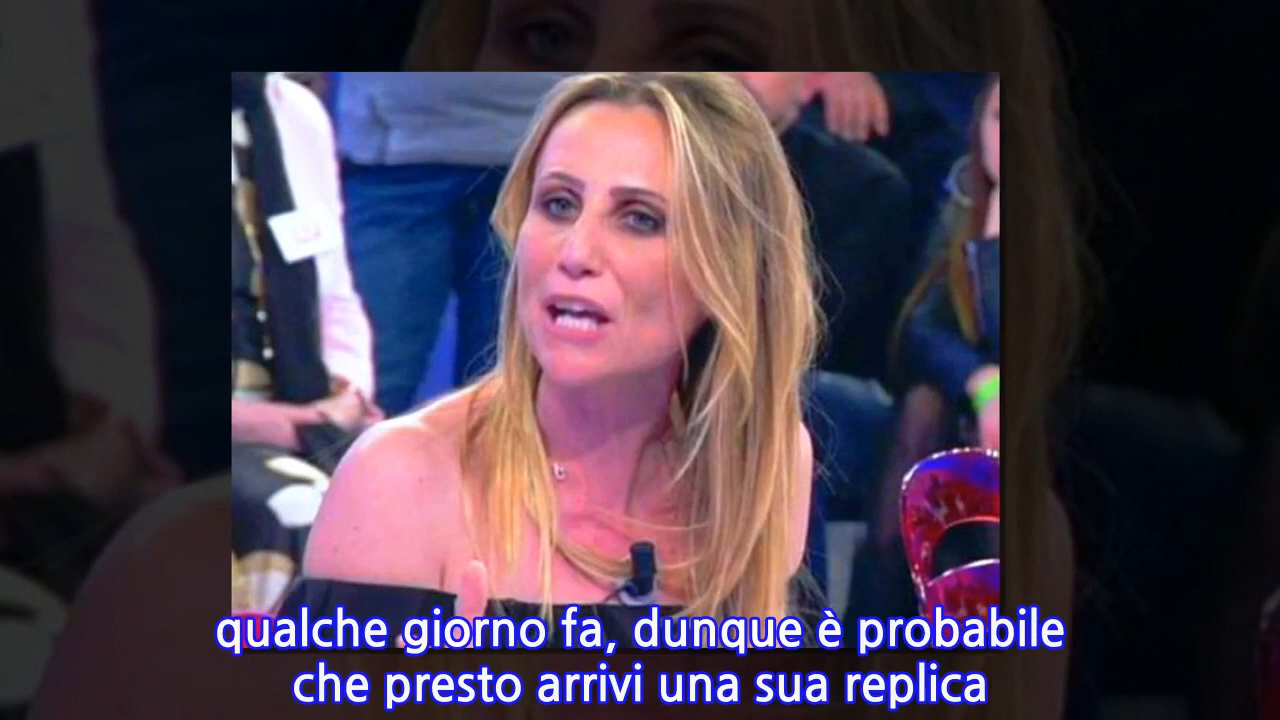 qualche giorno fa, dunque è probabile
che presto arrivi una sua replica